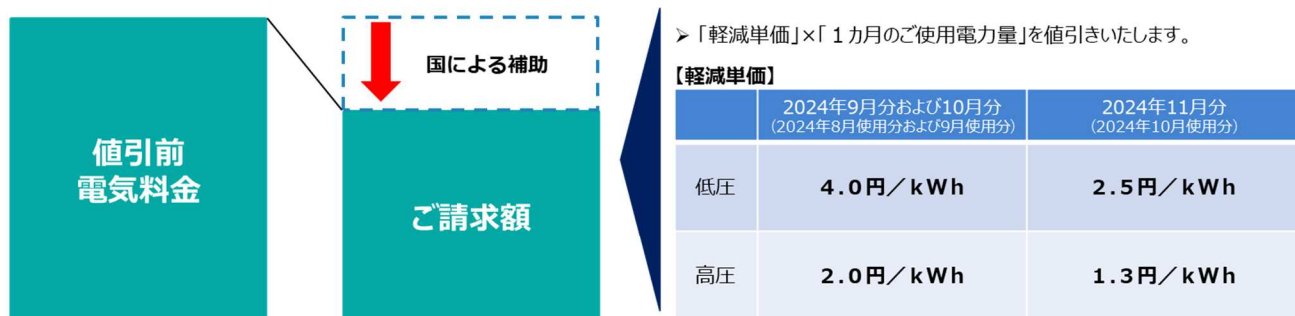 値引前
電気料金
国による補助
ご請求額
➢「軽減単価」×「1カ月のご使用電力量」を値引きいたします。
【軽減単価】
2024年9月分および10月分
(2024年8月使用分および9月使用分)
2024年11月分
(2024年10月使用分)
低圧
4.0円/kWh
2.5円/kWh
高圧
2.0円/kWh
1.3円/kWh